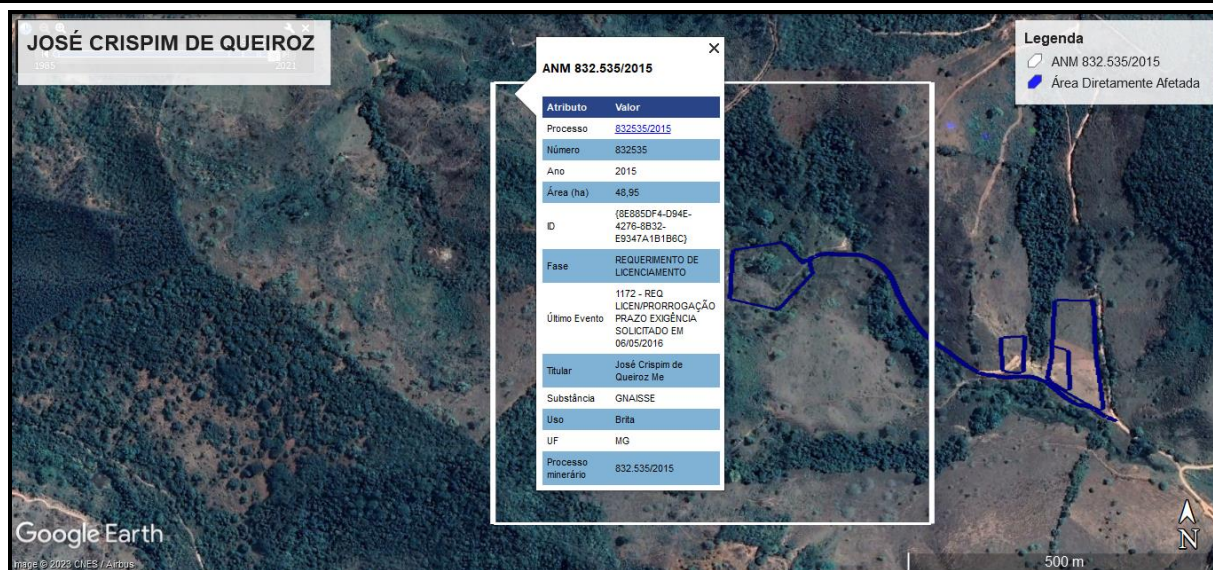 JOSÉ CRISPIM DE QUEIROZ
1985
2021
ANM 832.535/2015
Atributo Valor
Processo 832535/2015
Número 832535
Ano 2015
Área (ha) 48,95
ID {8E885DF4-D94E-
4276-8B32-
E9347A1B1B6C}
Fase REQUERIMENTO DE
LICENCIAMENTO
1172 - REQ
LICEN/PRORROGAÇÃO
Último Evento PRAZO EXIGÊNCIA
SOLICITADO EM
06/05/2016
Titular José Crispim de
Queiroz Me
Substância GNAISSE
Uso Brita
UF MG
Processo
minerário 832.535/2015
Legenda
ANM 832.535/2015
Área Diretamente Afetada
Google Earth
Image © 2023 CNES / Airbus
500 m
N